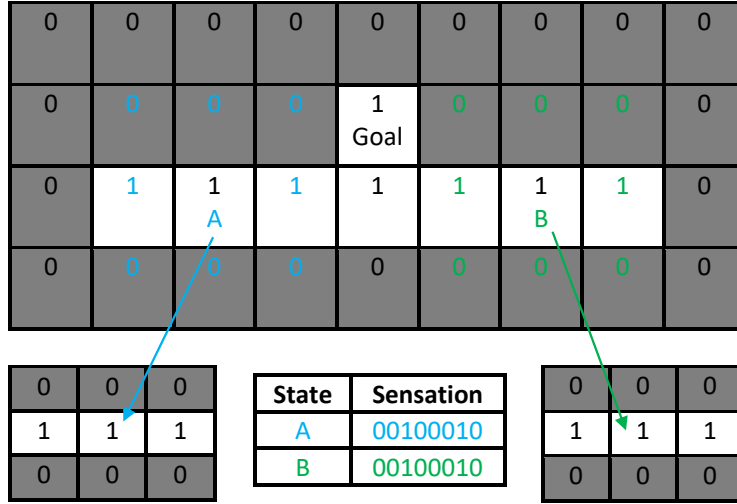 0 0 0 0 0 0 0 0 0
0 0 0 0 1 0 0 0 0
Goal
0 1 1 1 1 1 1 1 0
A B
0 0 0 0 0 0 0 0 0
0 0 0
1 1 1
0 0 0
State Sensation
A 00100010
B 00100010
0 0 0
1 1 1
0 0 0